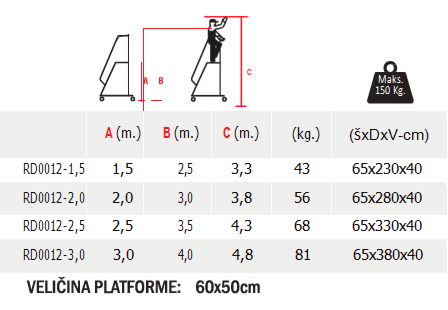 A B C
Maks.
150 Kg.
A (m.) B (m.) C (m.) (kg.) (šxDxV-cm)
RD0012-1,5 1,5 2,5 3,3 43 65x230x40
RD0012-2,0 2,0 3,0 3,8 56 65x280x40
RD0012-2,5 2,5 3,5 4,3 68 65x330x40
RD0012-3,0 3,0 4,0 4,8 81 65x380x40
VELIČINA PLATFORME: 60x50cm